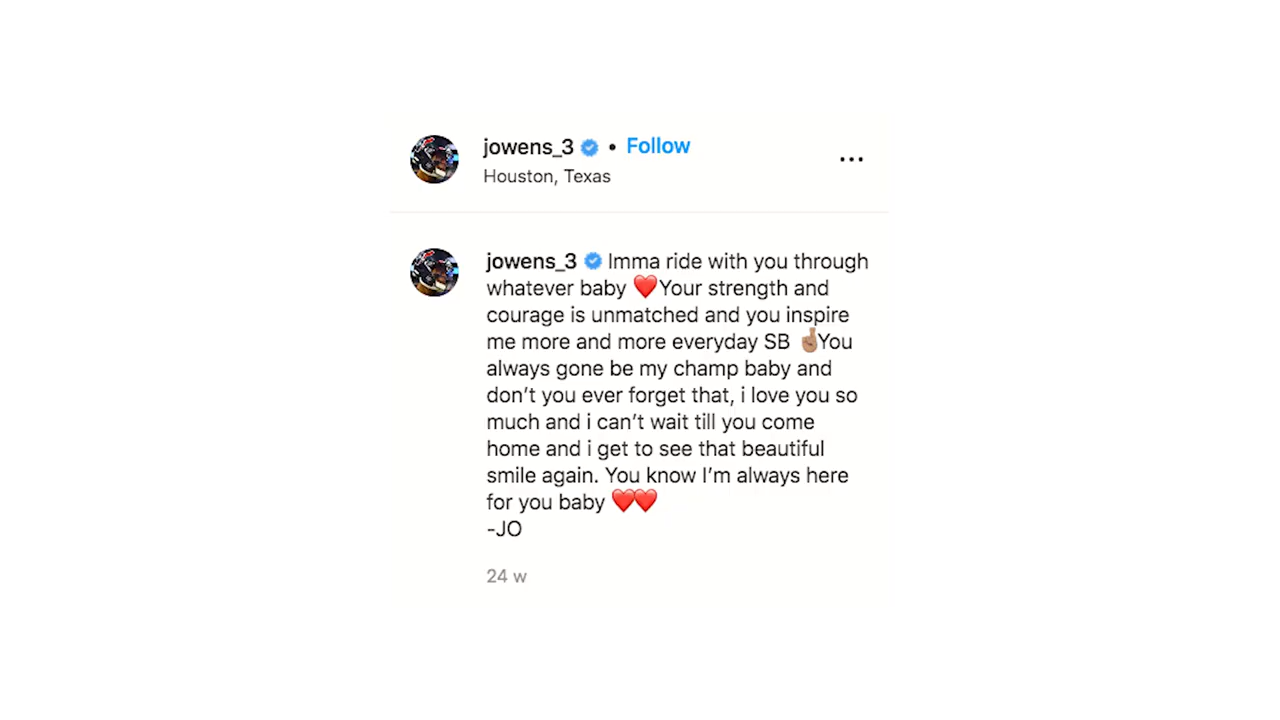 jowens_3 • Follow
Houston, Texas
jowens_3 Imma ride with you through
whatever baby ❤️Your strength and
courage is unmatched and you inspire
me more and more everyday SB 🤞🏽You
always gone be my champ baby and
don’t you ever forget that, i love you so
much and i can’t wait till you come
home and i get to see that beautiful
smile again. You know I’m always here
for you baby ❤️❤️
-JO
24 w